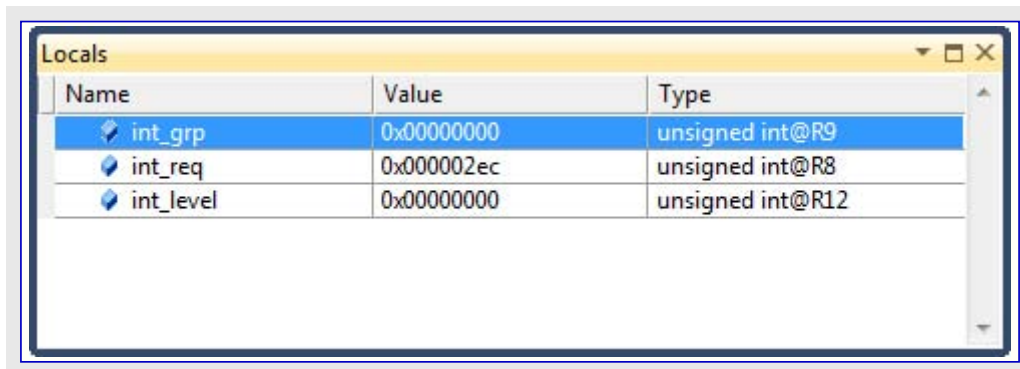 Locals
Name Value Type
int_grp 0x00000000 unsigned int@R9
int_req 0x000002ec unsigned int@R8
int_level 0x00000000 unsigned int@R12